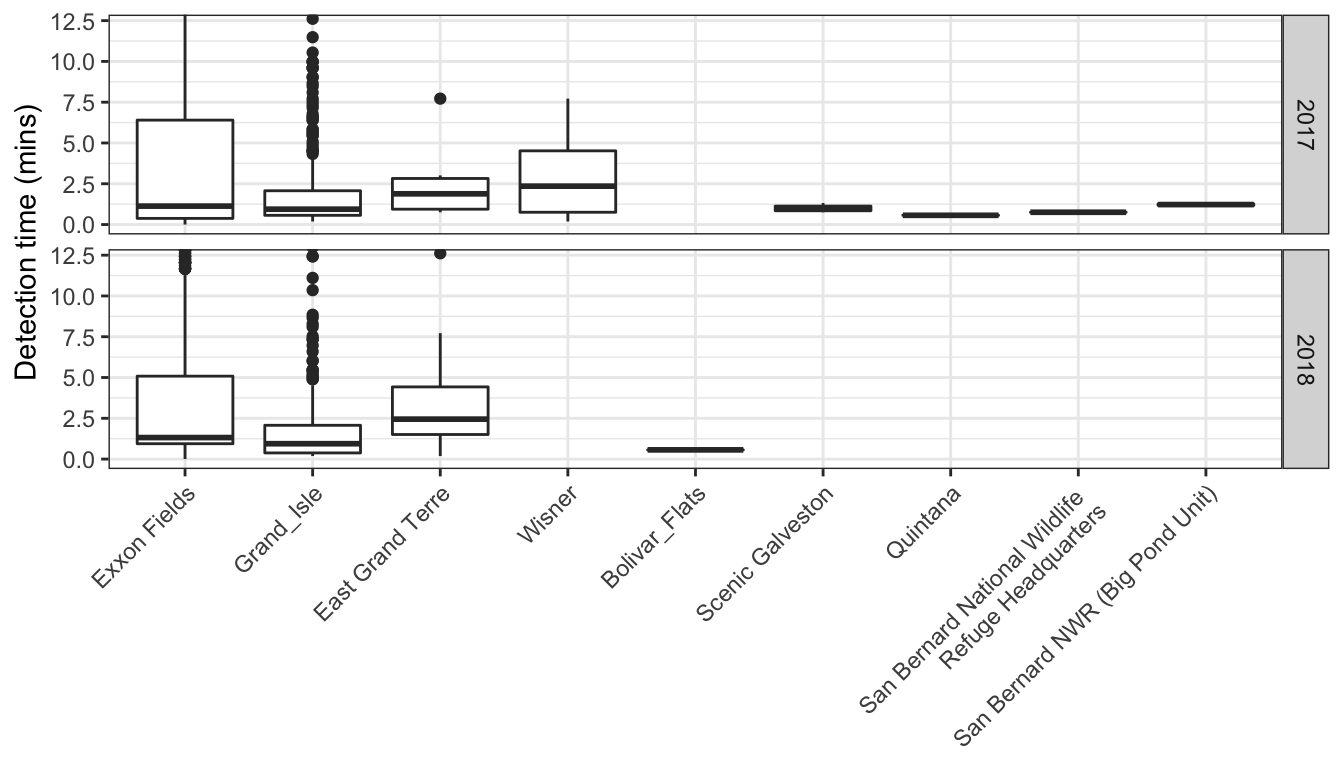 Detection time (mins)
12.5
10.0
7.5
5.0
2.5
0.0
2017
12.5
10.0
7.5
5.0
2.5
0.0
2018
Exxon Fields
Grand_Isle
East Grand Terre
Wisner
Bolivar_Flats
Scenic Galveston
Quintana
San Bernard National Wildlife
Refuge Headquarters
San Bernard NWR (Big Pond Unit)